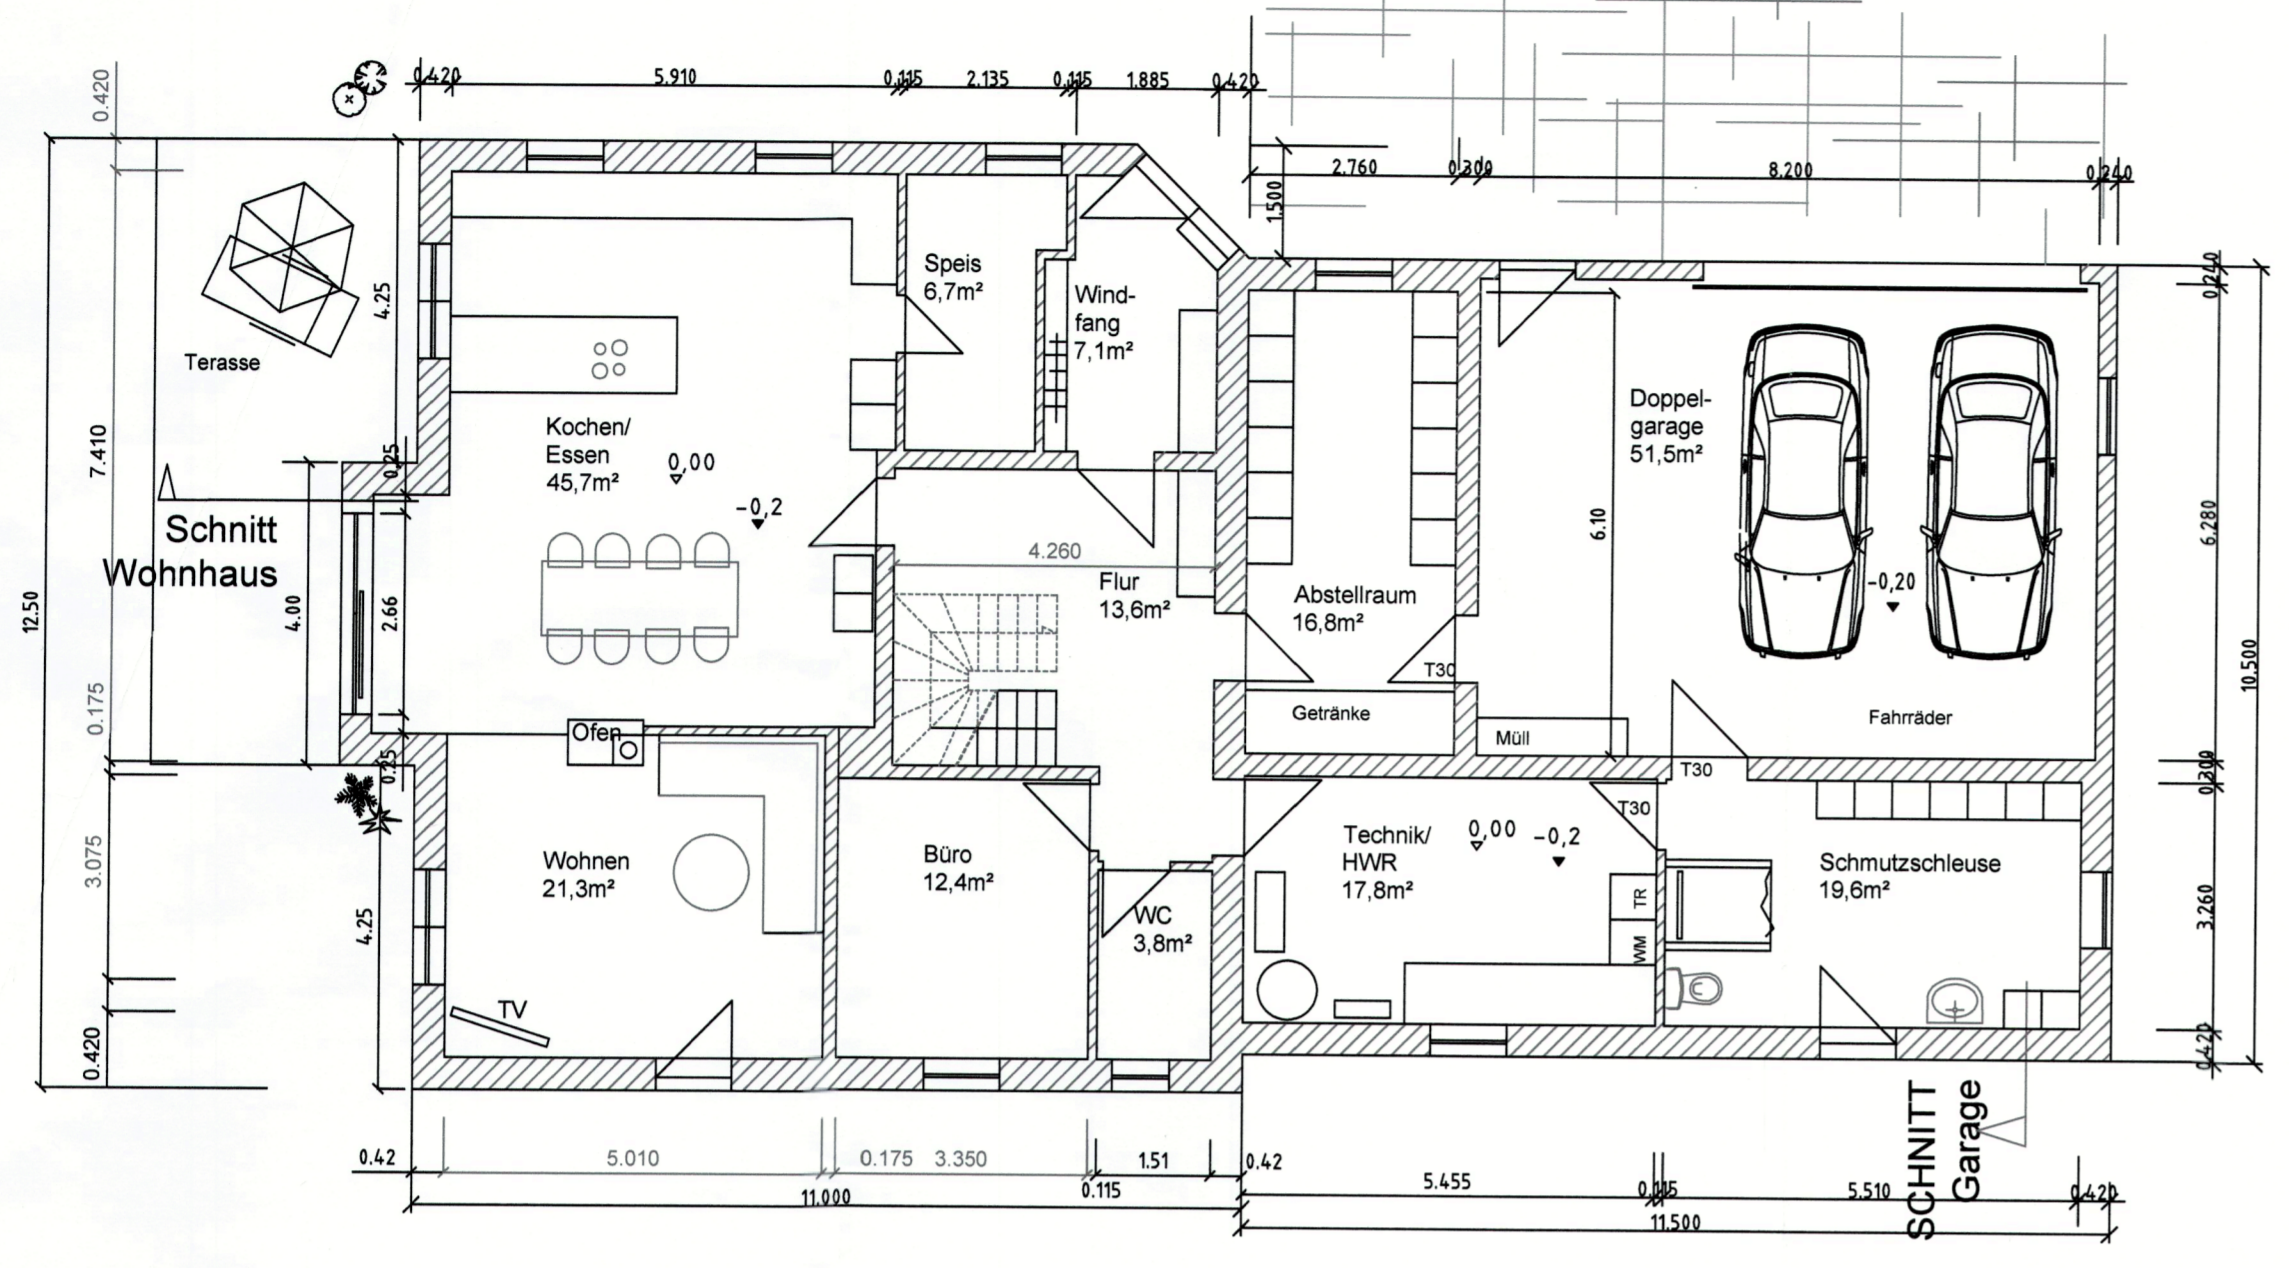 0.420
5.910
0.115
2.135
0.115
1.885
0.420
0.420
2.760
0.300
8.200
0.240
1.500
Speis
6,7m²
Wind-
fang
7,1m²
0.240
4.25
Terasse
Doppel-
garage
51,5m²
Kochen/
Essen
45,7m²
0,00
-0,2
7.410
0.25
Schnitt
Wohnhaus
4.260
6.10
6.280
-0,20
Flur
13,6m²
Abstellraum
16,8m²
12.50
4.00
2.66
T30
10.500
0.175
Getränke
Müll
Fahrräder
Ofen
0.25
T30
0.300
T30
3.075
Wohnen
21,3m²
Büro
12,4m²
Technik/
HWR
17,8m²
0,00
-0,2
Schmutzschleuse
19,6m²
WC
3,8m²
TR
WM
4.25
3.260
TV
0.420
0.420
SCHNITT
Garage
0.42
5.010
0.175
3.350
1.51
0.42
0.115
11.000
5.455
0.115
5.510
0.420
11.500